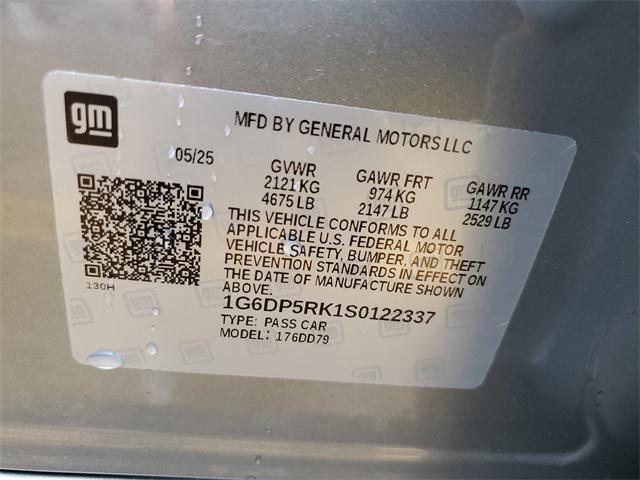 gm
MFD BY GENERAL MOTORS LLC
05/25
GVWR
2121 KG
4675 LB
GAWR FRT
974 KG
2147 LB
GAWR RR
1147 KG
2529 LB
THIS VEHICLE CONFORMS TO ALL
APPLICABLE U.S. FEDERAL MOTOR
VEHICLE SAFETY, BUMPER, AND THEFT
PREVENTION STANDARDS IN EFFECT ON
THE DATE OF MANUFACTURE SHOWN
ABOVE.
130H
1G6DP5RK1S0122337
TYPE: PASS CAR
MODEL: 176DD79